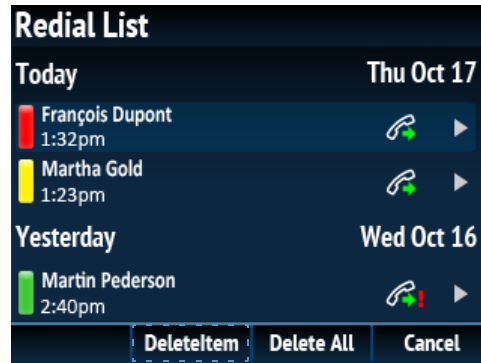 Redial List
Today Thu Oct 17
François Dupont
1:32pm
Martha Gold
1:23pm
Yesterday Wed Oct 16
Martin Pederson
2:40pm
DeleteItem Delete All Cancel